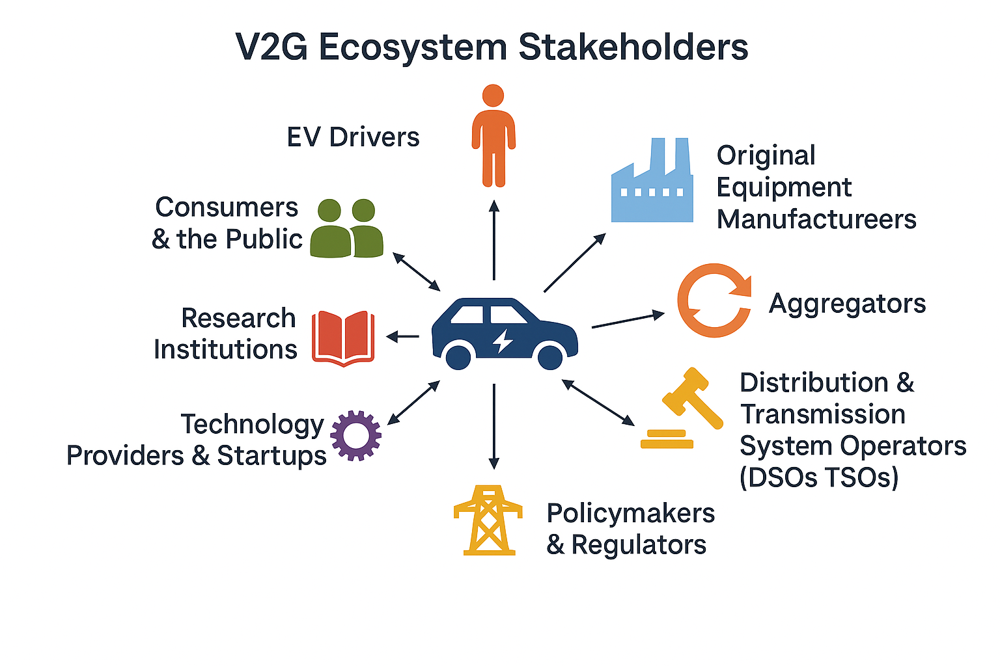 V2G Ecosystem Stakeholders
EV Drivers
Original
Equipment
Manufactureers
Consumers
& the Public
Aggregators
Research
Institutions
Distribution &
Transmission
System Operators
(DSOs TSOs)
Technology
Providers & Startups
Policymakers
& Regulators